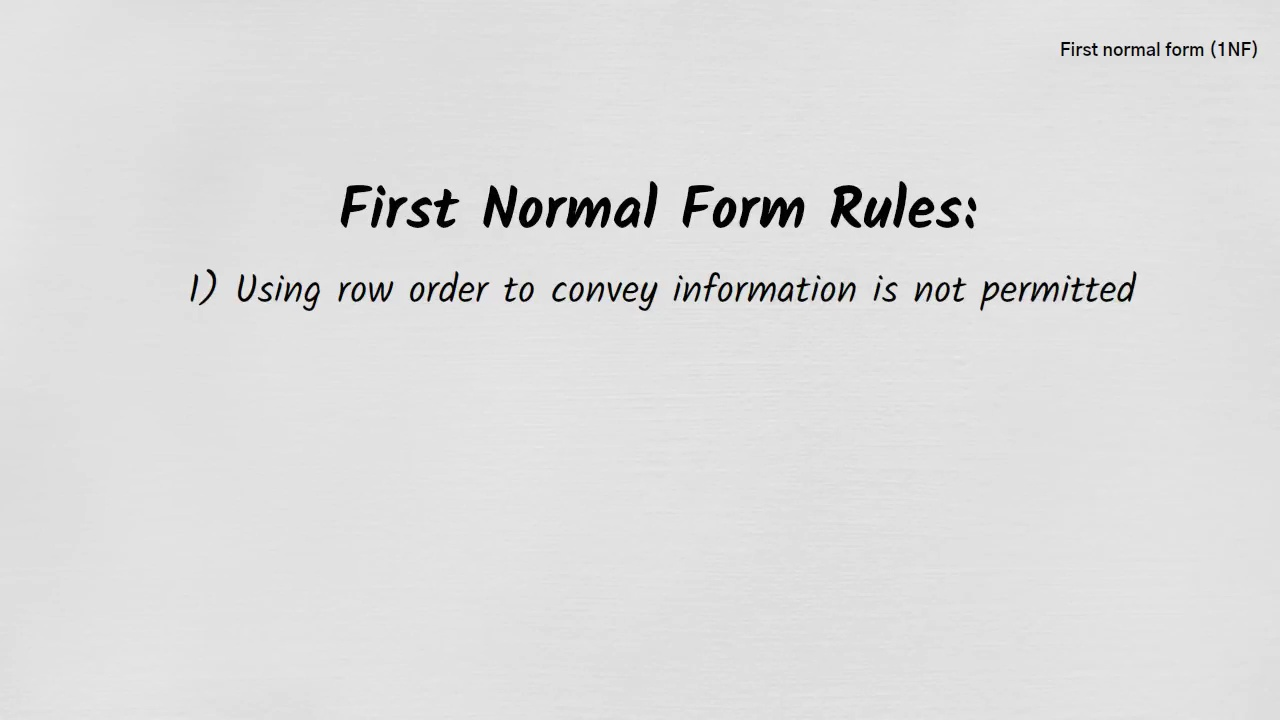 First normal form (1NF)
First Normal Form Rules:
1) Using row order to convey information is not permitted